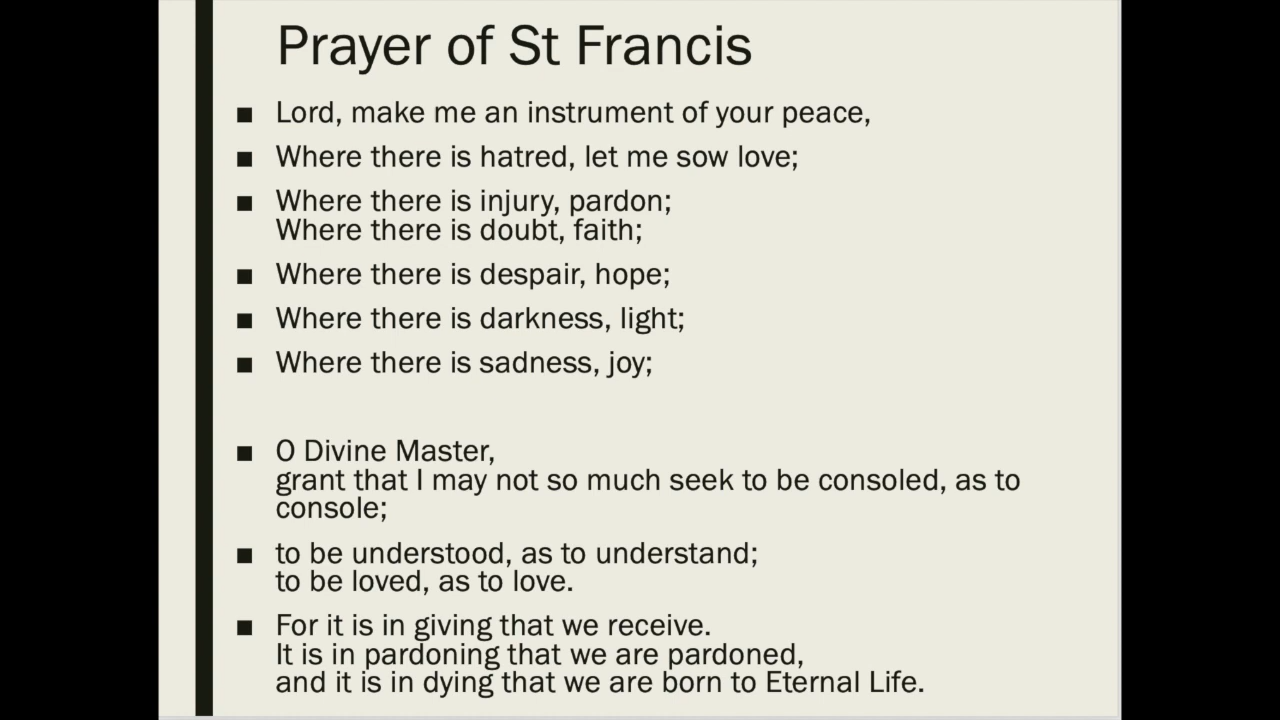 Prayer of St Francis
■ Lord, make me an instrument of your peace,
■ Where there is hatred, let me sow love;
■ Where there is injury, pardon;
Where there is doubt, faith;
■ Where there is despair, hope;
■ Where there is darkness, light;
■ Where there is sadness, joy;
■ O Divine Master,
grant that I may not so much seek to be consoled, as to
console;
■ to be understood, as to understand;
to be loved, as to love.
■ For it is in giving that we receive.
It is in pardoning that we are pardoned,
and it is in dying that we are born to Eternal Life.